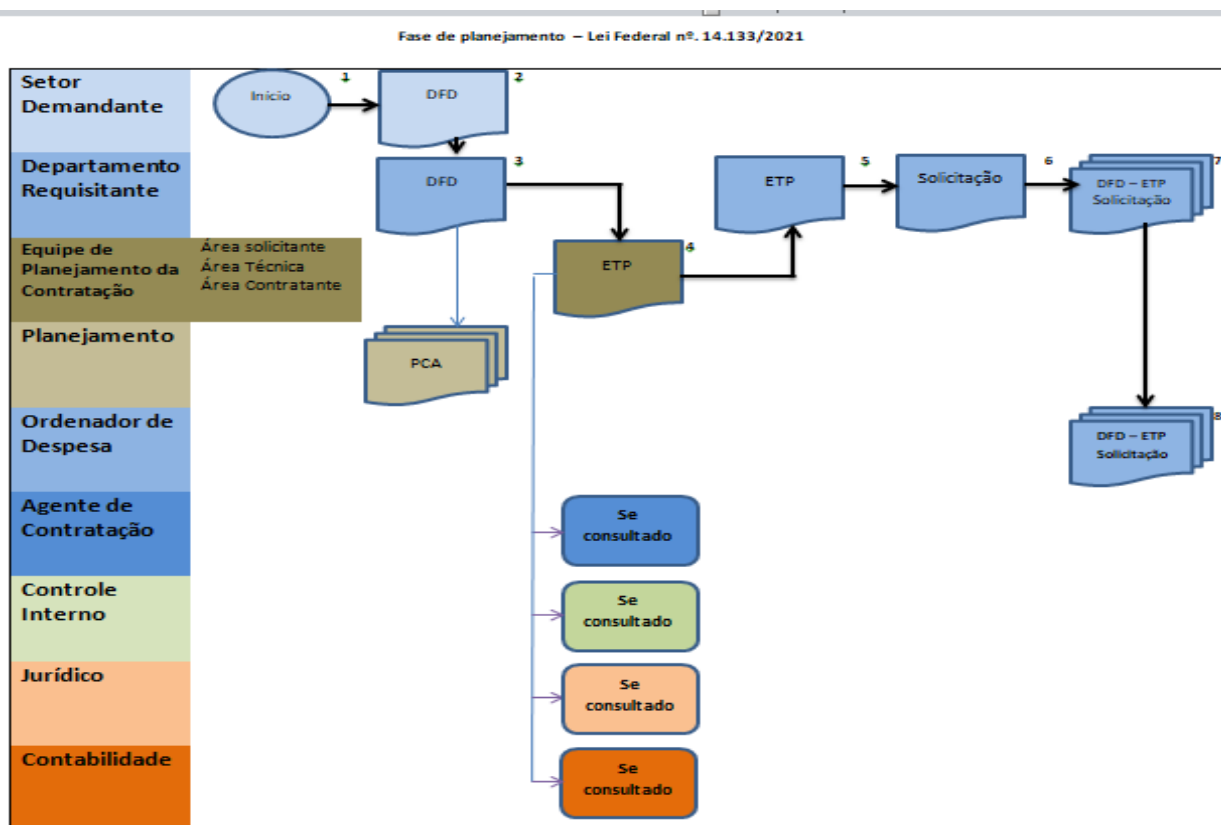 Fase de planejamento – Lei Federal nº. 14.133/2021
Setor
Demandante
Início
1
DFD
2
Departamento
Requisitante
DFD
3
ETP
5
Solicitação
6
DFD – ETP
Solicitação
7
Equipe de
Planejamento da
Contratação
Área solicitante
Área Técnica
Área Contratante
ETP
4
Planejamento
PCA
Ordenador de
Despesa
DFD – ETP
Solicitação
8
Agente de
Contratação
Se
consultado
Controle
Interno
Se
consultado
Jurídico
Se
consultado
Contabilidade
Se
consultado